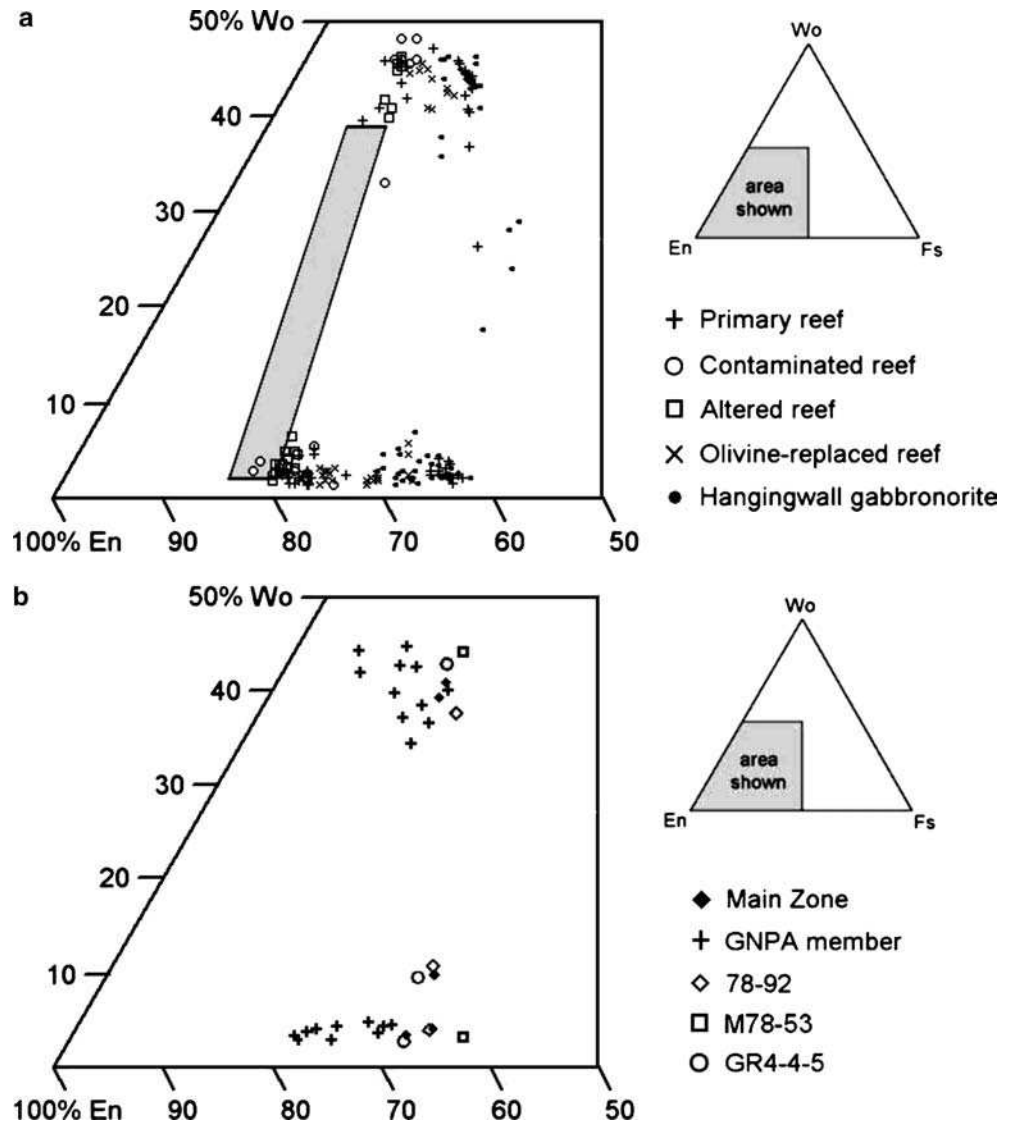 a
50% Wo
40
30
20
10
100% En 90 80 70 60 50
Wo
area
shown
En Fs
Primary reef
Contaminated reef
Altered reef
Olivine-replaced reef
Hangingwall gabbronorite
b
50% Wo
40
30
20
10
100% En 90 80 70 60 50
Wo
area
shown
En Fs
Main Zone
GNPA member
78-92
M78-53
GR4-4-5